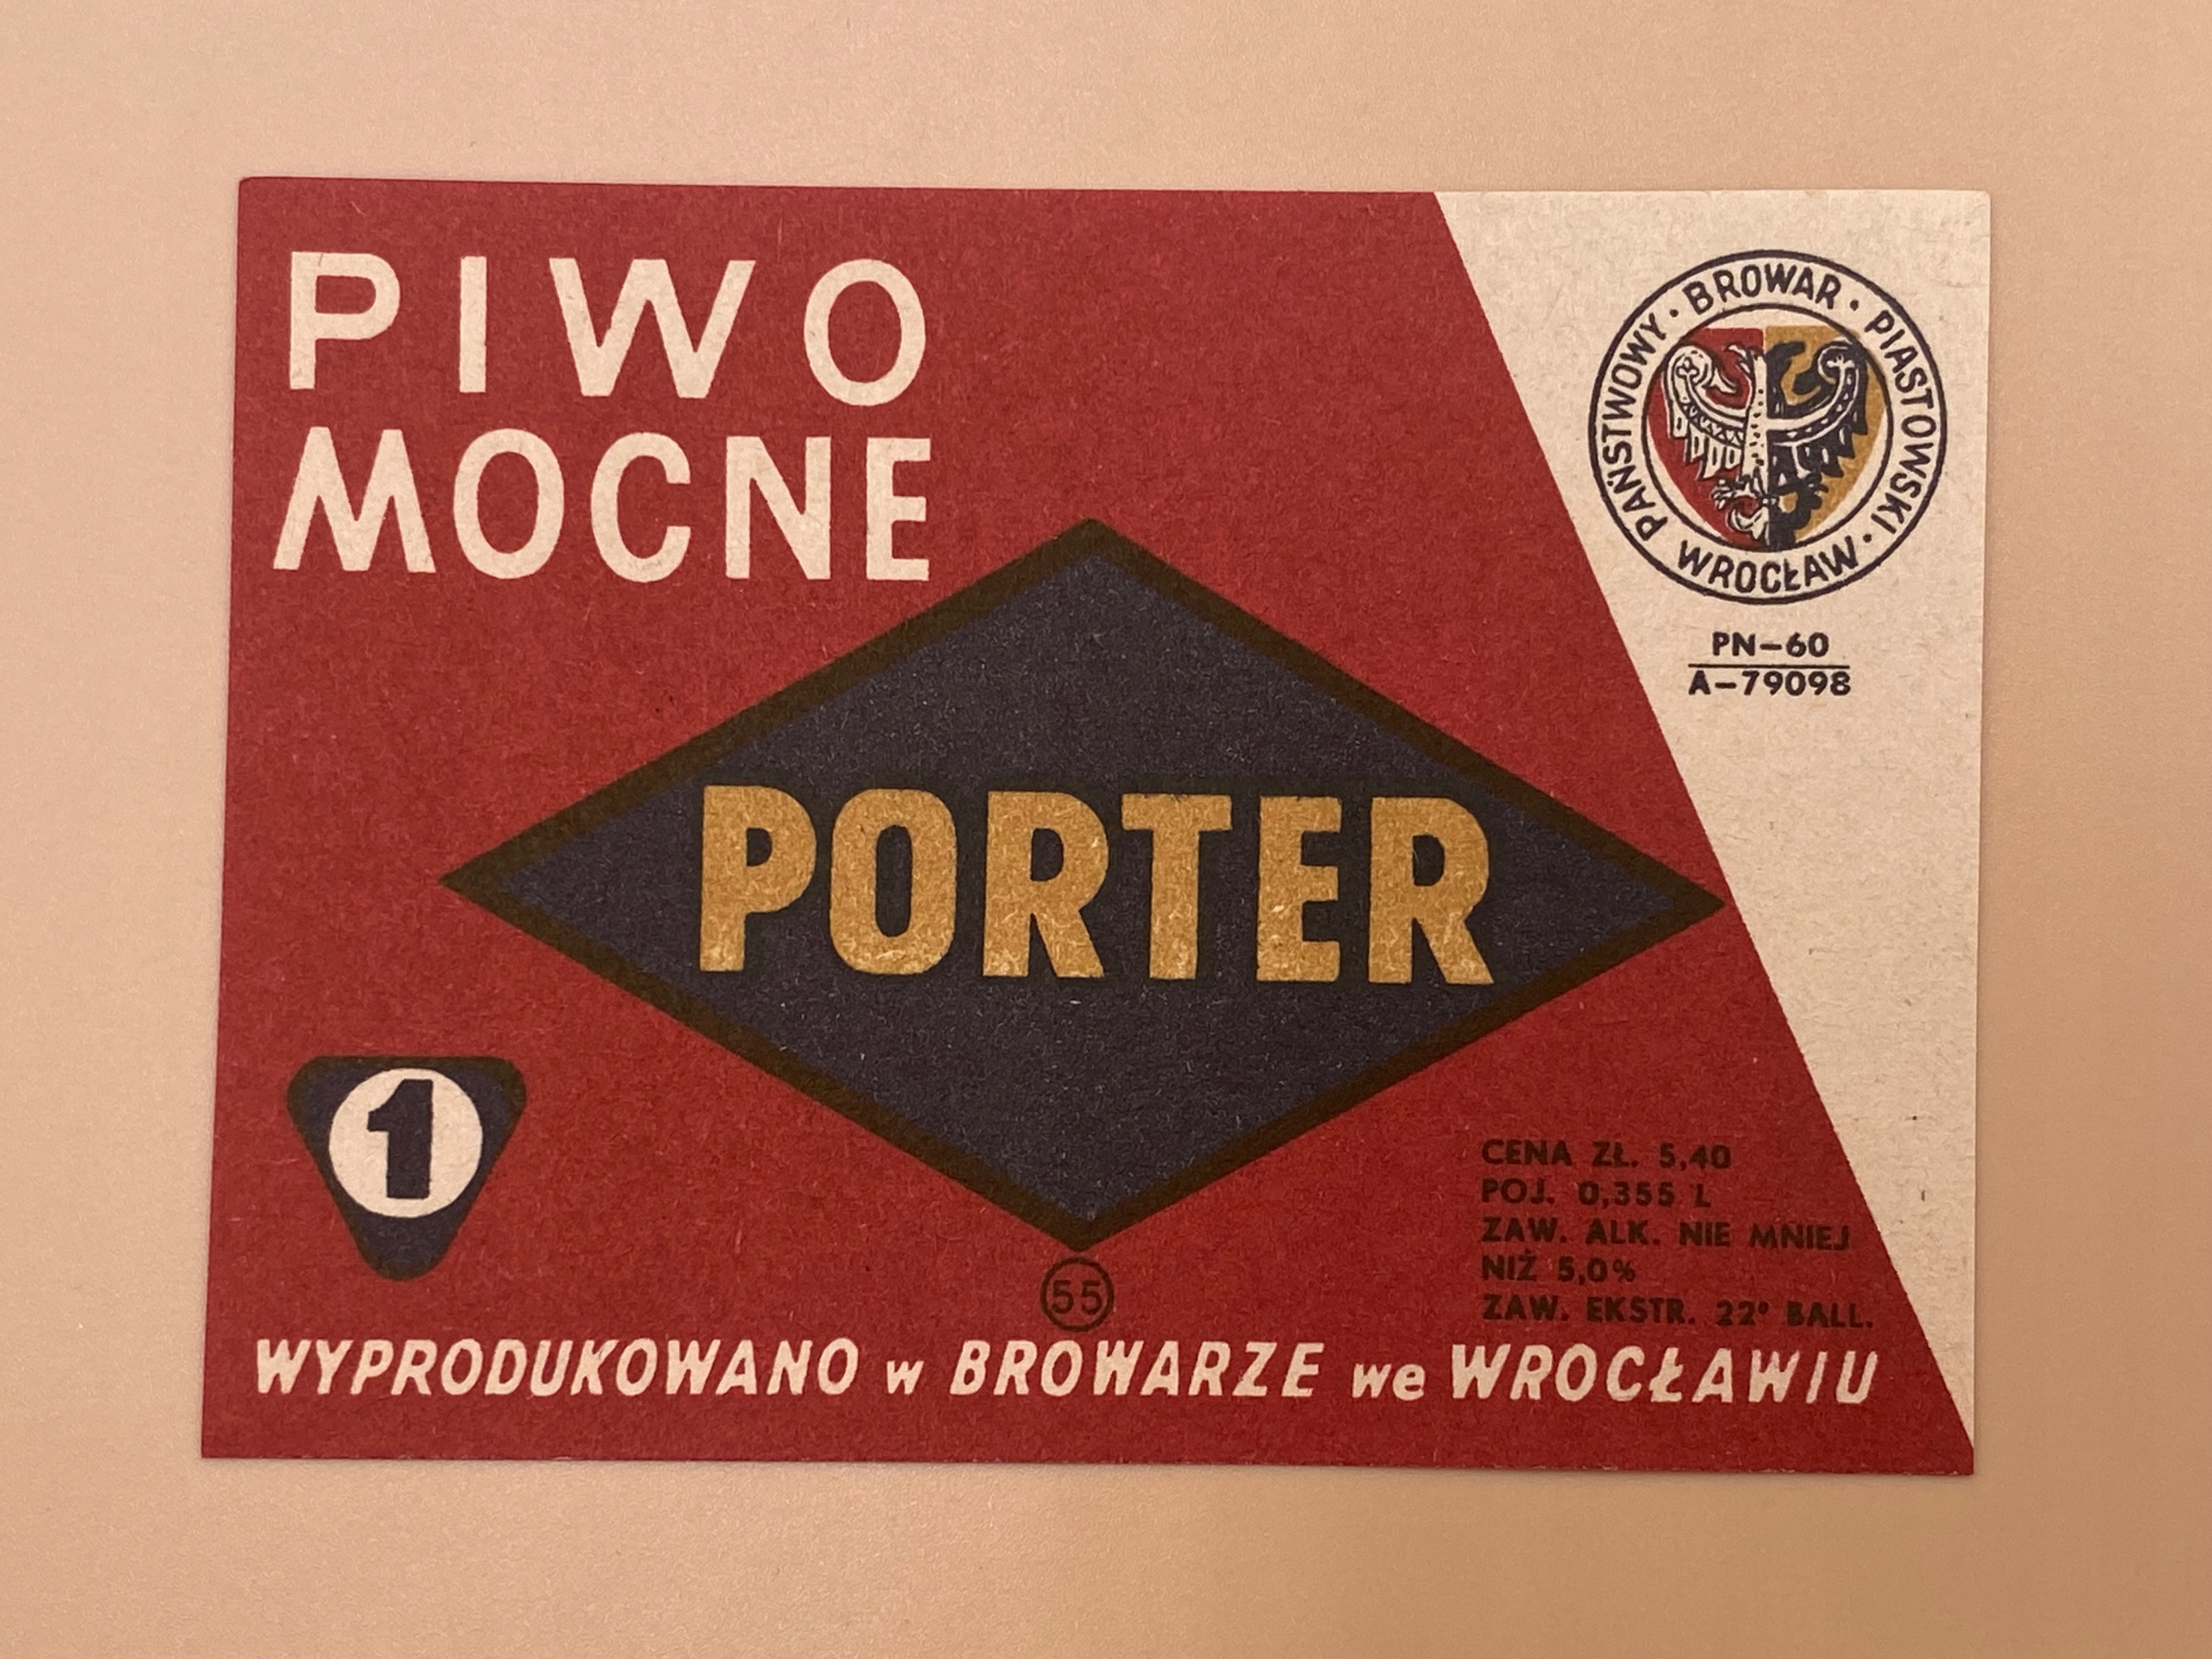 PIWO
MOCNE
PAŃSTWOWY · BROWAR · PIASTOWSKI ·
WROCŁAW
PN-60
A-79098
PORTER
1
CENA ZŁ. 5,40
POJ. 0,355 L
ZAW. ALK. NIE MNIEJ
NIŻ 5,0%
ZAW. EKSTR. 22° BALL.
55
WYPRODUKOWANO w BROWARZE we WROCŁAWIU